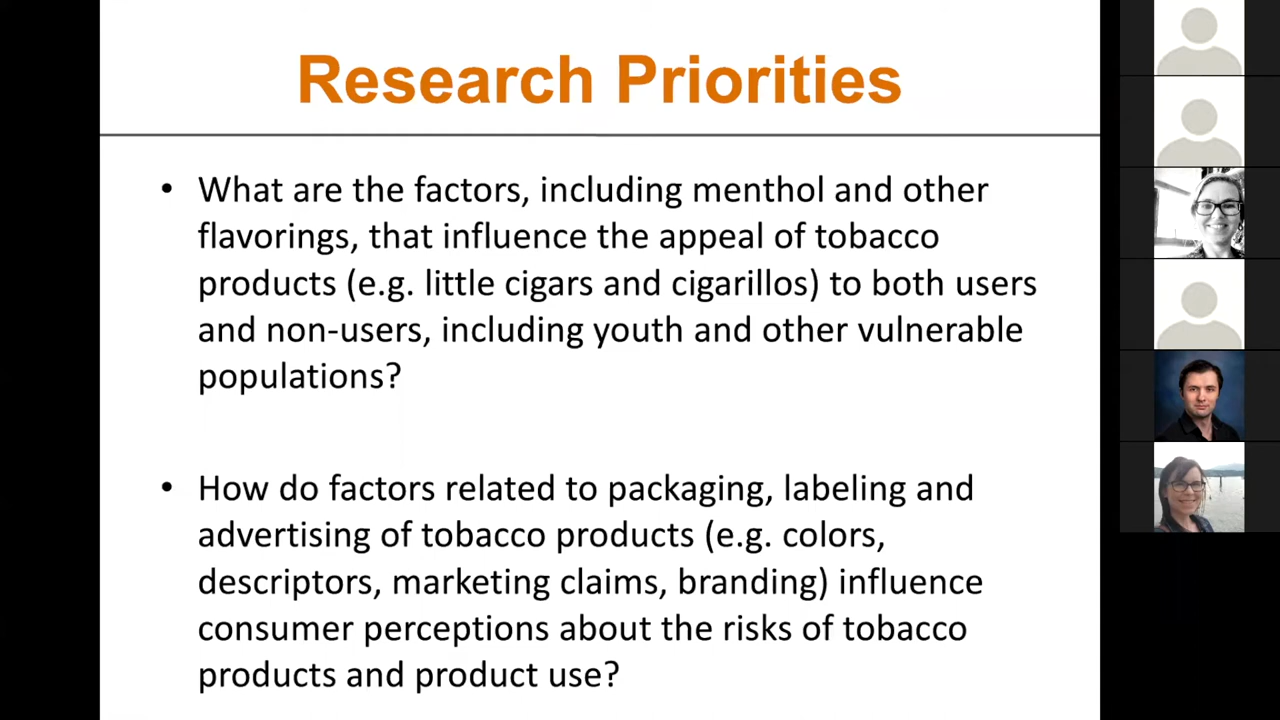 Research Priorities
• What are the factors, including menthol and other
flavorings, that influence the appeal of tobacco
products (e.g. little cigars and cigarillos) to both users
and non-users, including youth and other vulnerable
populations?
• How do factors related to packaging, labeling and
advertising of tobacco products (e.g. colors,
descriptors, marketing claims, branding) influence
consumer perceptions about the risks of tobacco
products and product use?